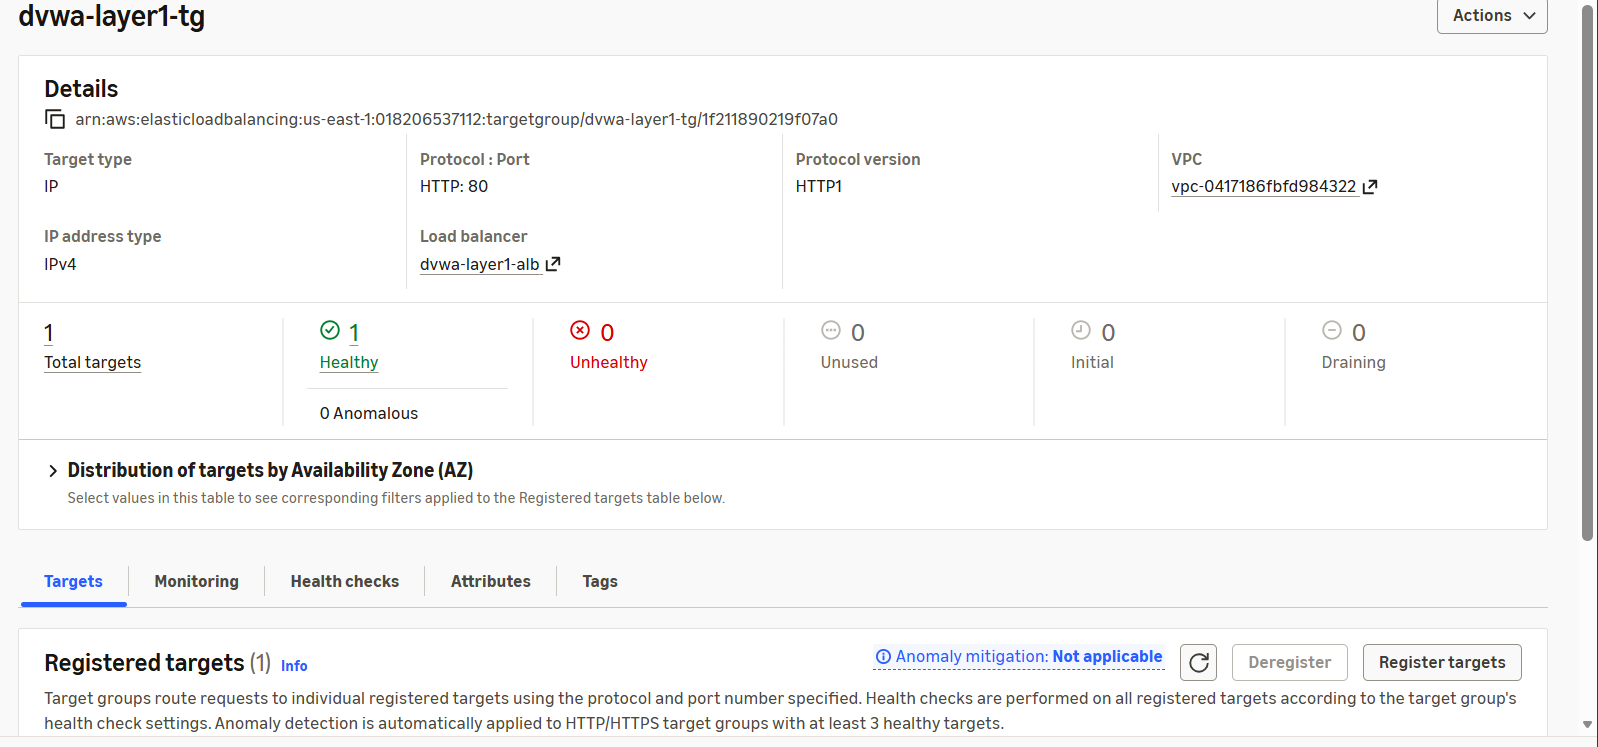 dvwa-layer1-tg
Actions
Details
arn:aws:elasticloadbalancing:us-east-1:018206537112:targetgroup/dvwa-layer1-tg/1f211890219f07a0
Target type
IP
Protocol : Port
HTTP: 80
Protocol version
HTTP1
VPC
vpc-0417186fbfd984322
IP address type
IPv4
Load balancer
dvwa-layer1-alb
1
Total targets
1
Healthy
0 Anomalous
0
Unhealthy
0
Unused
0
Initial
0
Draining
Distribution of targets by Availability Zone (AZ)
Select values in this table to see corresponding filters applied to the Registered targets table below.
Targets
Monitoring
Health checks
Attributes
Tags
Registered targets (1) Info
Anomaly mitigation: Not applicable
Deregister
Register targets
Target groups route requests to individual registered targets using the protocol and port number specified. Health checks are performed on all registered targets according to the target group's
health check settings. Anomaly detection is automatically applied to HTTP/HTTPS target groups with at least 3 healthy targets.